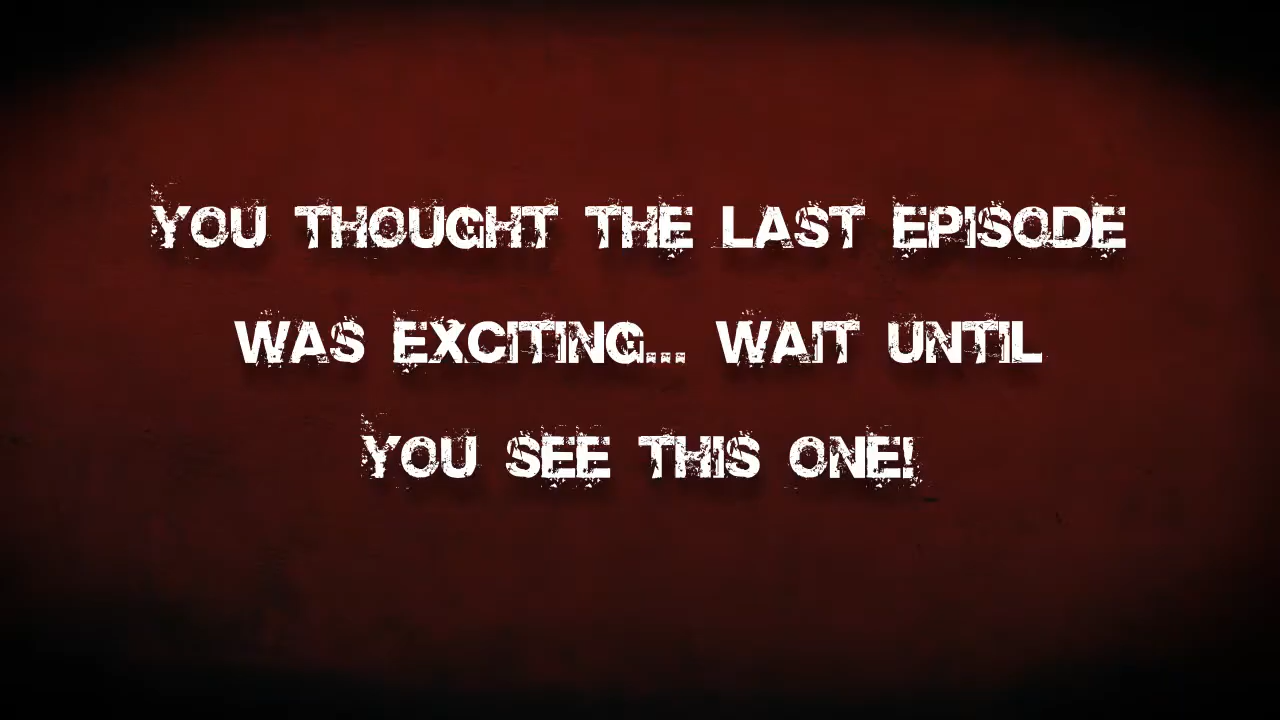 YOU THOUGHT THE LAST EPISODE
WAS EXCITING... WAIT UNTIL
YOU SEE THIS ONE!